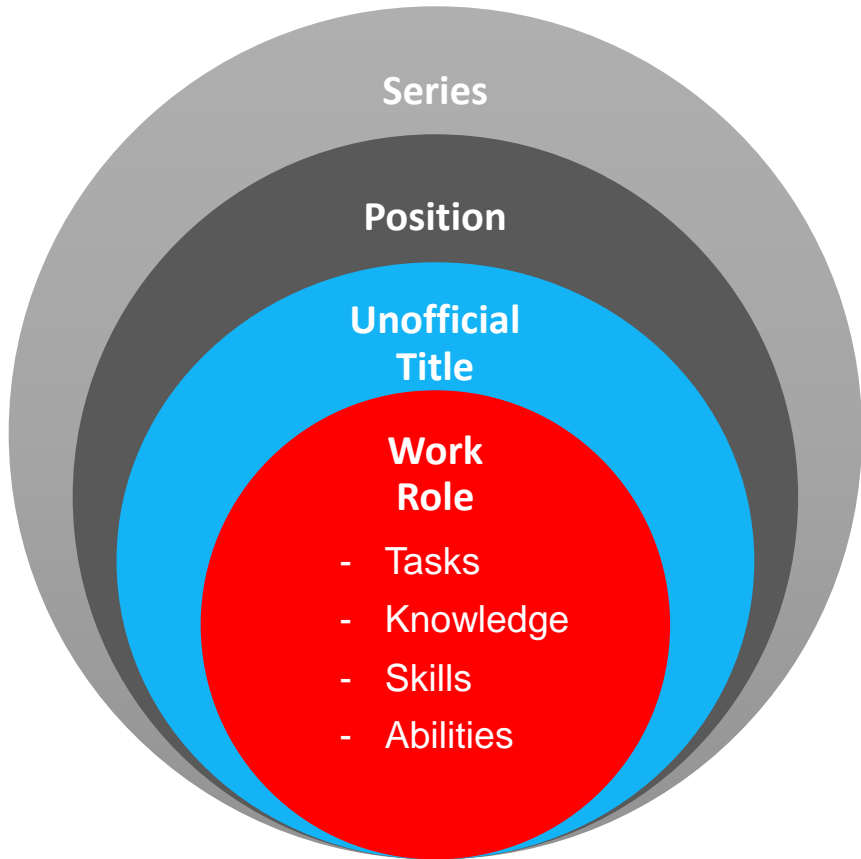 Series
Position
Unofficial
Title
Work
Role
- Tasks
- Knowledge
- Skills
- Abilities